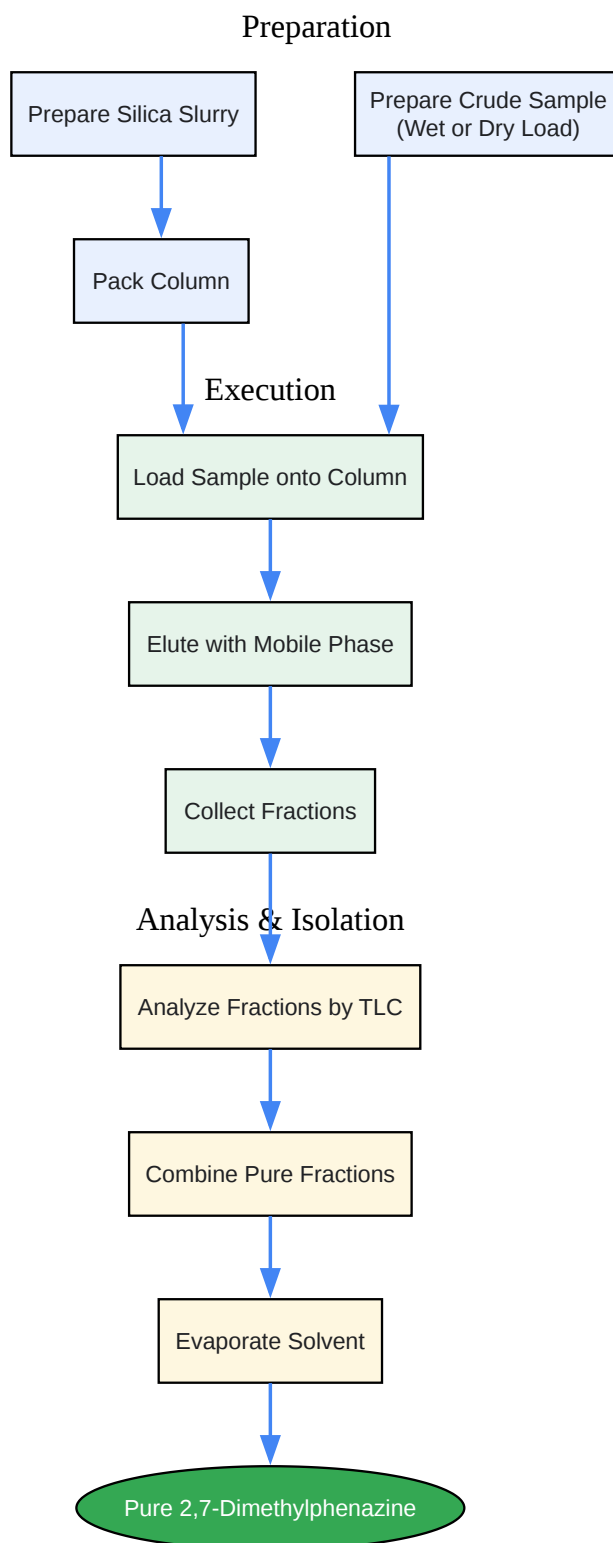 Preparation
Prepare Silica Slurry
Prepare Crude Sample
(Wet or Dry Load)
Pack Column
Execution
Load Sample onto Column
Elute with Mobile Phase
Collect Fractions
Analysis & Isolation
Analyze Fractions by TLC
Combine Pure Fractions
Evaporate Solvent
Pure 2,7-Dimethylphenazine